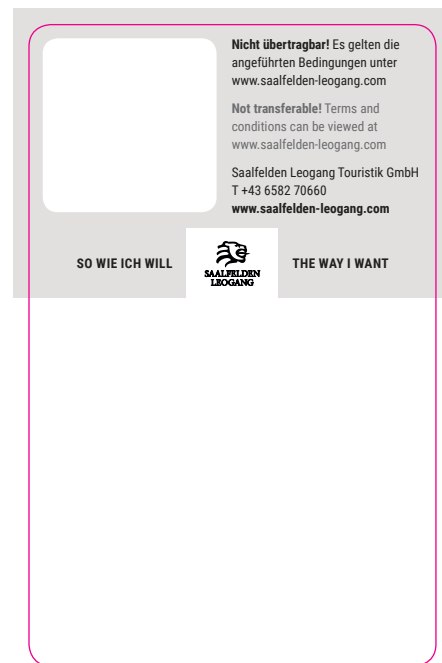 Nicht übertragbar! Es gelten die
angeführten Bedingungen unter
www.saalfelden-leogang.com
Not transferable! Terms and
conditions can be viewed at
www.saalfelden-leogang.com
Saalfelden Leogang Touristik GmbH
T +43 6582 70660
www.saalfelden-leogang.com
SO WIE ICH WILL
SAALFELDEN
LEOGANG
THE WAY I WANT